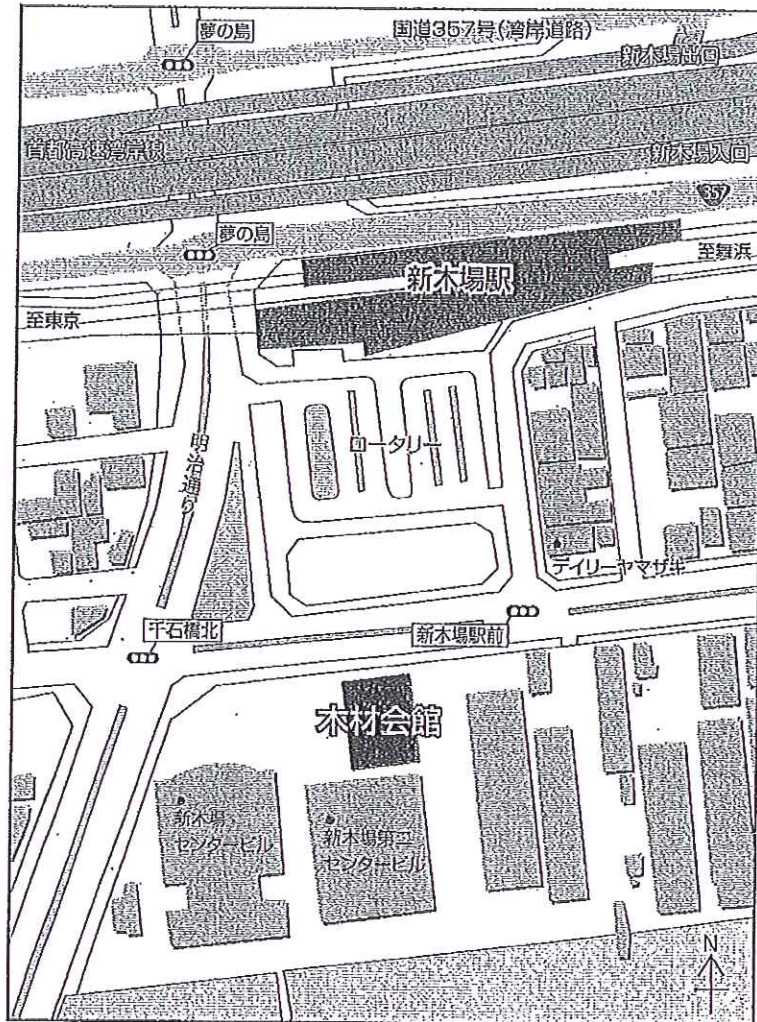 夢の島
国道357号(湾岸道路)
新木場出口
首都高速湾岸線
新木場入口
357
夢の島
新木場駅
至舞浜
至東京
ロータリー
明治通り
デイリーヤマザキ
千石橋北
新木場駅前
木材会館
新木場
センタービル
新木場第二
センタービル
N